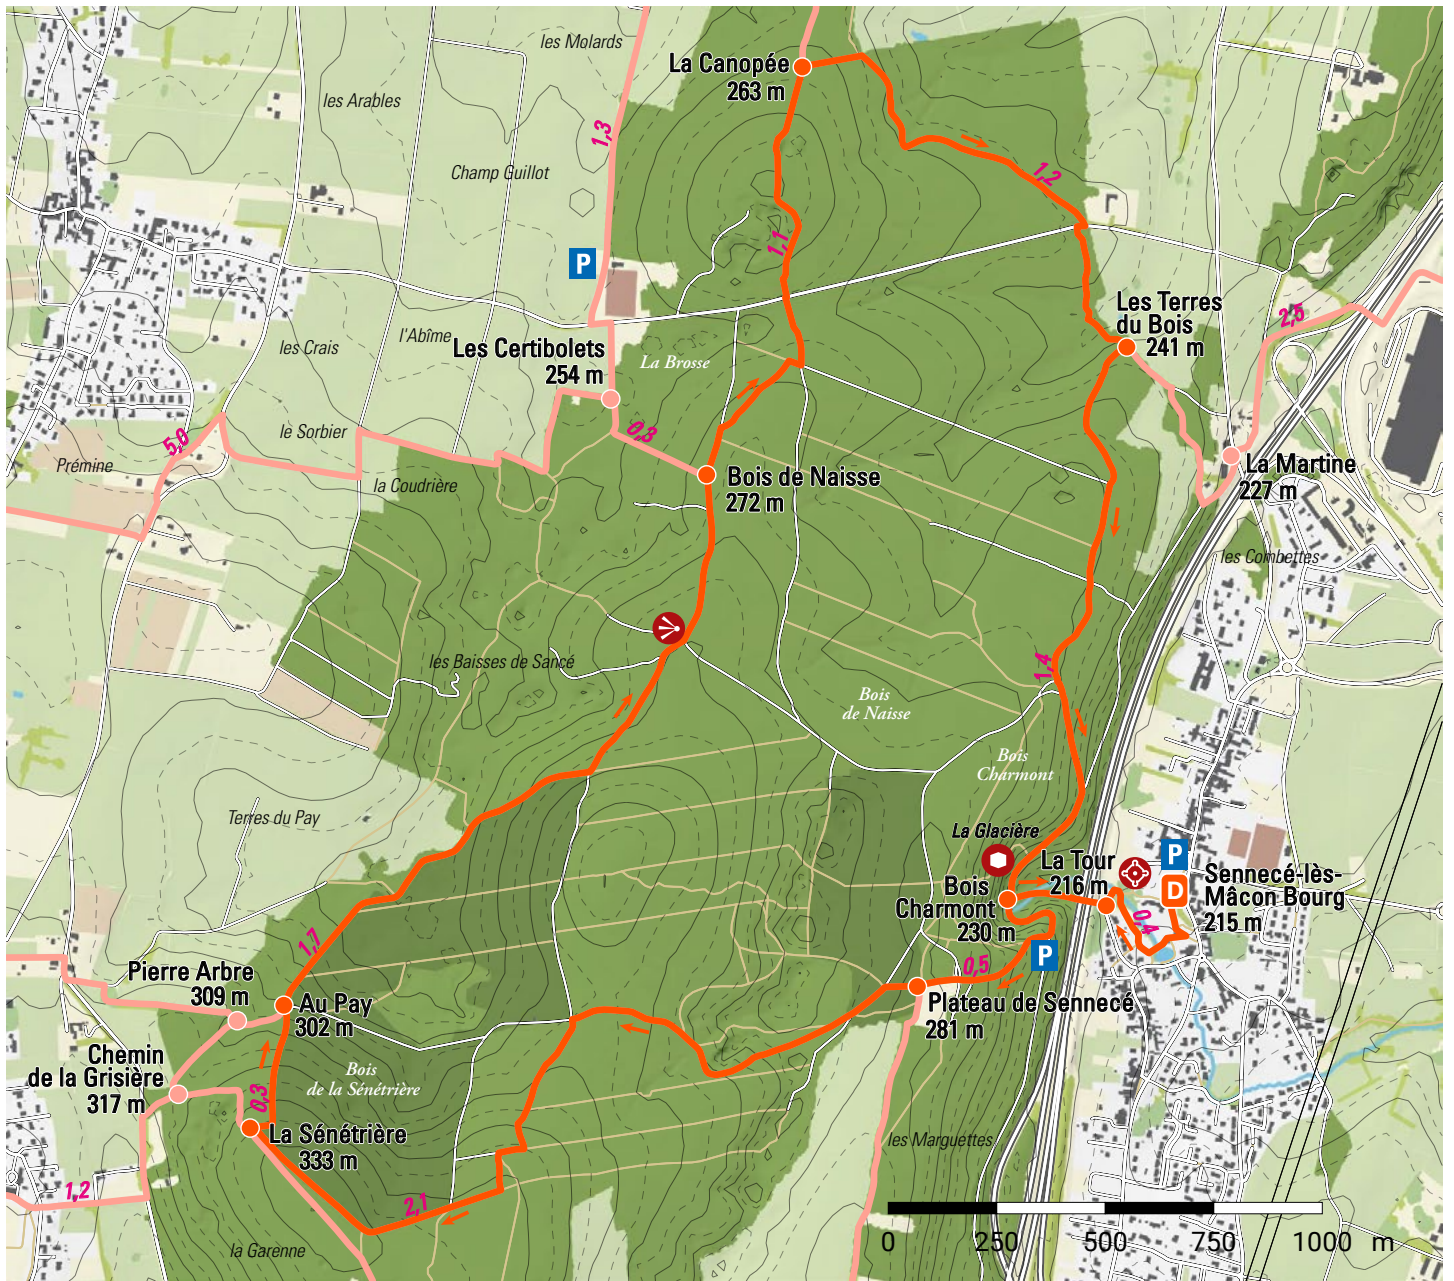 les Molards
La Canopée
263 m
les Arables
1,3
Champ Guillot
1,2
1,1
P
Les Terres
du Bois
241 m
2,5
l'Abîme
les Crais
Les Certibolets
254 m
La Brosse
le Sorbier
5,0
0,3
Prémine
la Coudrière
Bois de Naisse
272 m
La Martine
227 m
les Combettes
les Baisses de Sancé
1,4
Bois
de Naisse
Bois
Charmont
Terres du Pay
La Glacière
La Tour
216 m
P
D
Sennecé-lès-
Mâcon Bourg
215 m
Bois
Charmont
230 m
0,4
P
1,7
0,5
Pierre Arbre
309 m
Au Pay
302 m
Plateau de Sennecé
281 m
Chemin
de la Grisière
317 m
Bois
de la Sénétrière
0,3
La Sénétrière
333 m
les Marguettes
1,2
2,1
la Garenne
0 250 500 750 1000 m